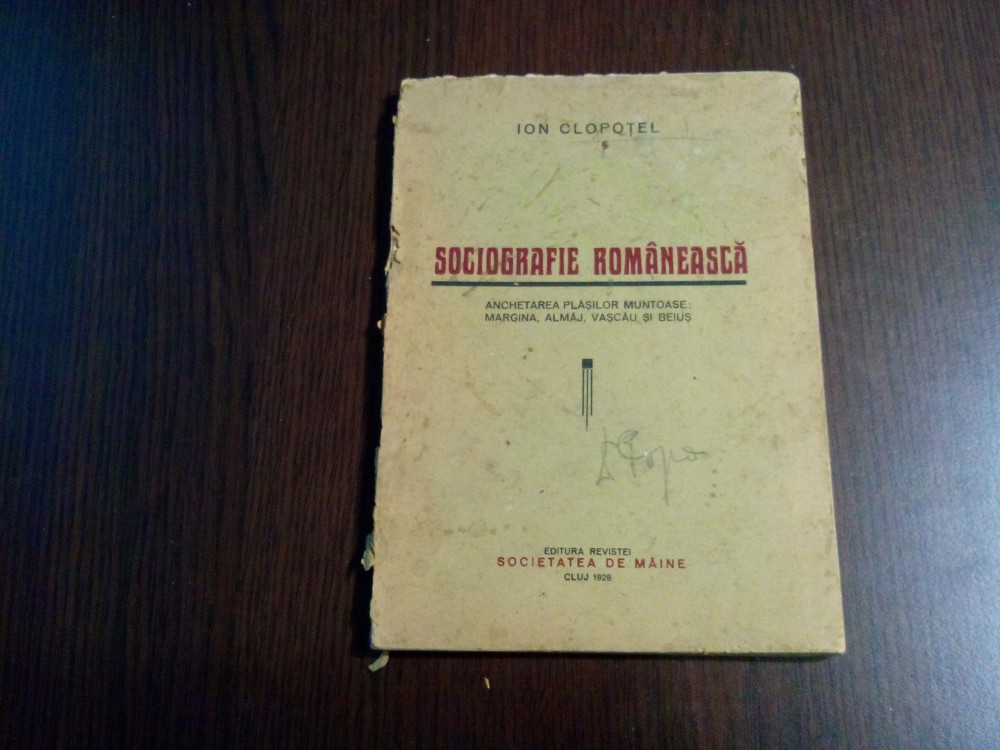 ION CLOPOȚEL
SOCIOGRAFIE ROMÂNEASCĂ
ANCHETAREA PLĂȘILOR MUNTOASE:
MARGINA, ALMĂJ, VAȘCĂU ȘI BEIUȘ
EDITURA REVISTEI
SOCIETATEA DE MÂINE
CLUJ 1928